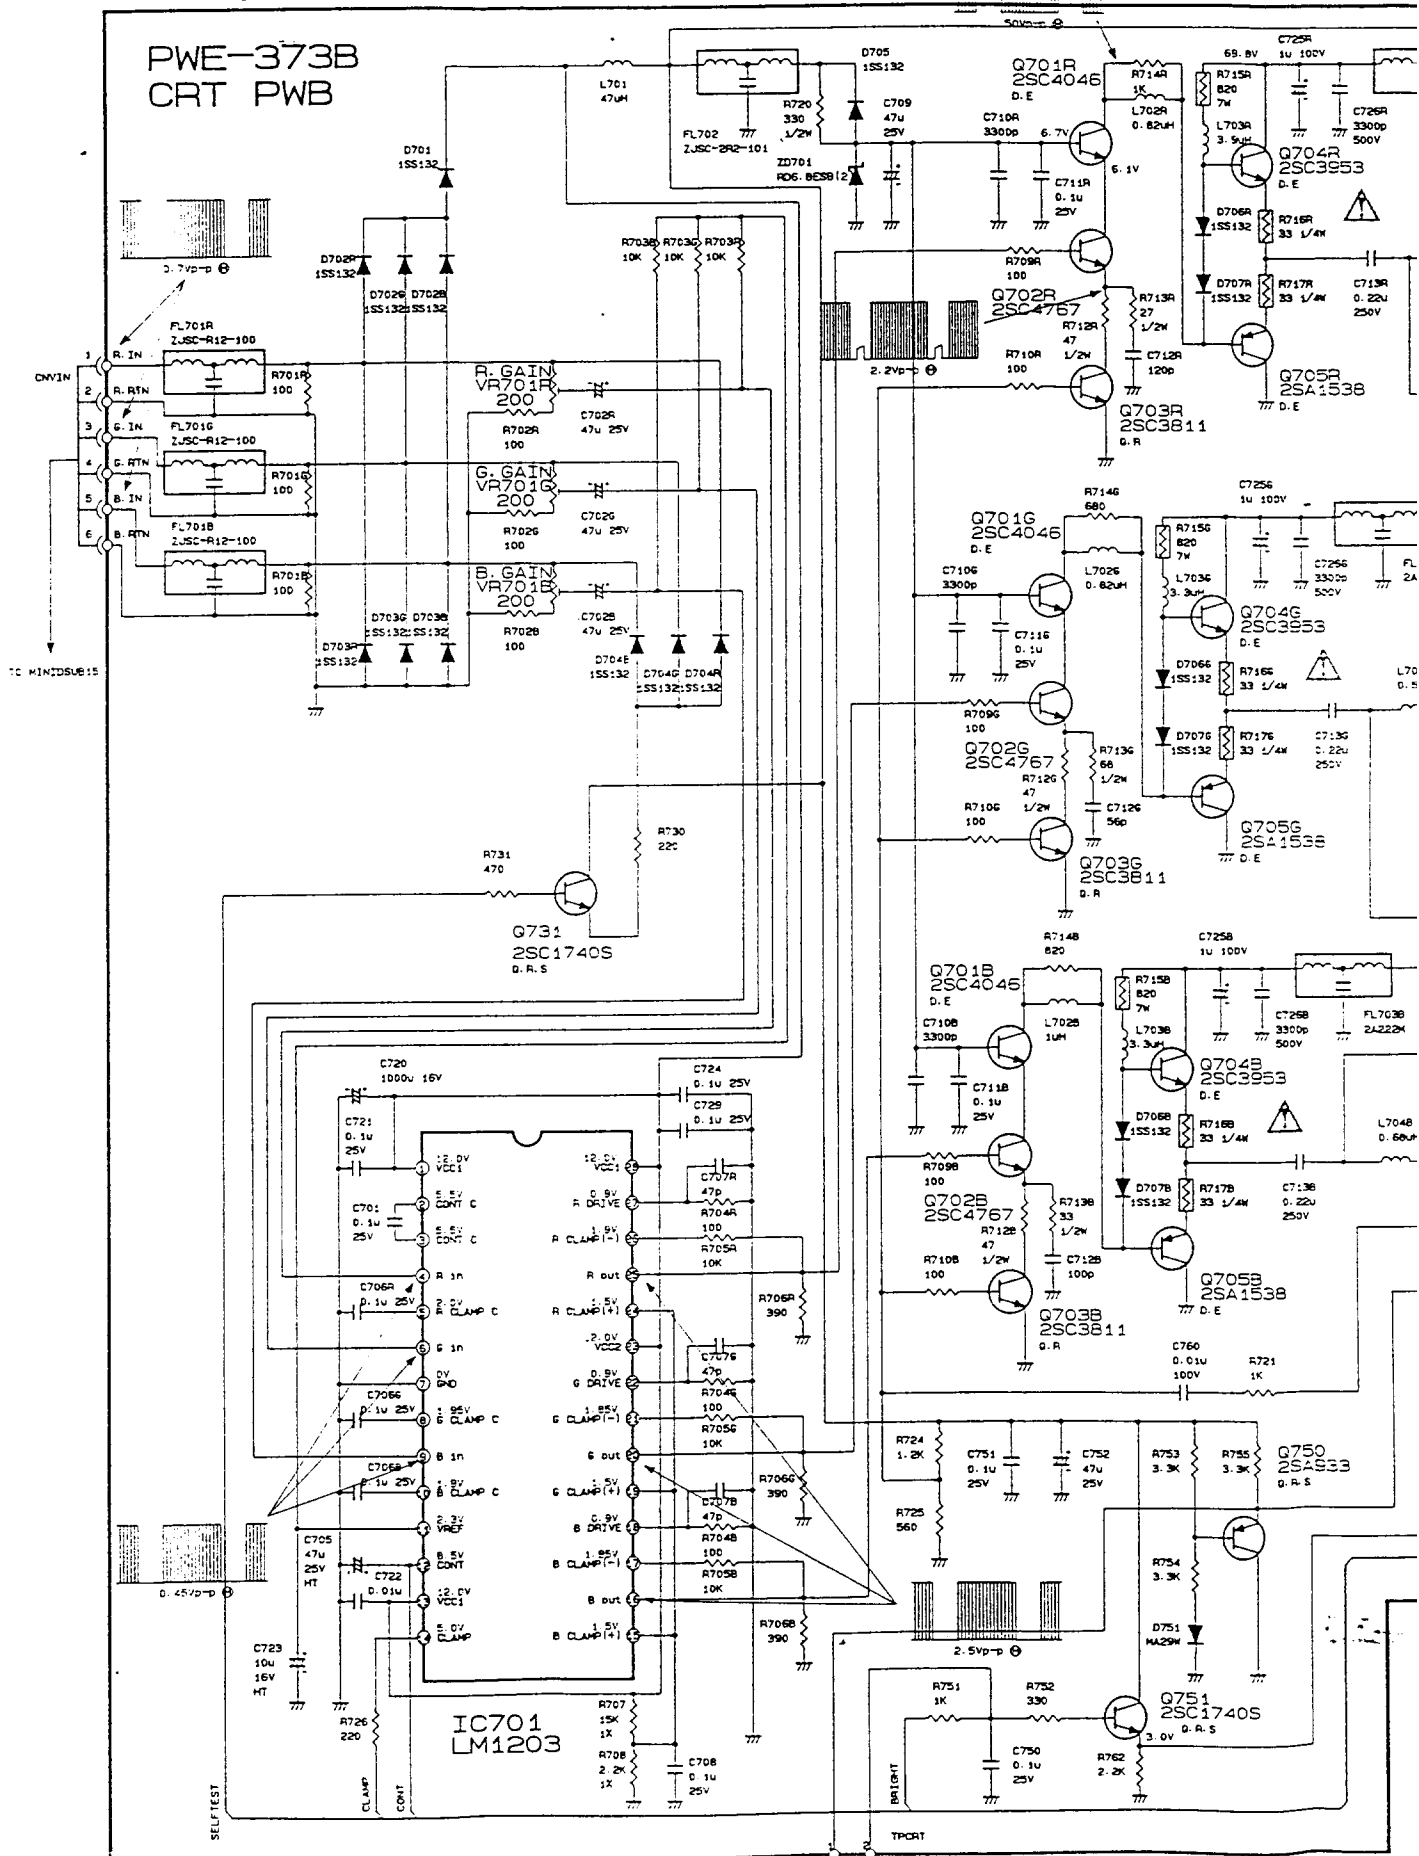 PWE-373B
CRT PWB
50Vp-p
L701
47uH
FL702
ZJSC-2R2-101
D705
1SS132
R720
330
1/2W
C709
47u
25V
ZD701
D701
1SS132
Q701R
2SC4046
D.E
C710R
3300p
6.7V
C711R
0.1u
25V
6.1V
R714R
1K
L702R
0.82uH
69.8V
R715R
820
7W
L703R
C725R
1u 100V
C726R
3300p
500V
Q704R
2SC3953
D.E
D706R
1SS132
R716R
33 1/4W
D707R
1SS132
R717R
33 1/4W
C713R
0.22u
250V
Q705R
2SA1538
D.E
R709R
100
Q702R
2SC4767
R712R
47
1/2W
R713R
27
1/2W
C712R
120p
R710R
100
Q703R
2SC3811
Q.R
2.2Vp-p
0.7Vp-p
D702R
1SS132
D702G D702B
1SS132 1SS132
R703B R703G R703R
10K 10K 10K
CNVIN
1 R.IN
2 R.RTN
3 G.IN
4 G.RTN
5 B.IN
6 B.RTN
FL701R
ZJSC-R12-100
R701R
100
FL701G
ZJSC-R12-100
R701G
100
FL701B
ZJSC-R12-100
R701B
100
R.GAIN
VR701R
200
R702R
100
C702R
47u 25V
G.GAIN
VR701G
200
R702G
100
C702G
47u 25V
B.GAIN
VR701B
200
R702B
100
C702B
47u 25V
D703R
1SS132
D703G D703B
1SS132 1SS132
D704B
1SS132
D704G D704R
1SS132 1SS132
TO MINIDSUB15
Q701G
2SC4046
D.E
C710G
3300p
C711G
0.1u
25V
R714G
680
L702G
0.82uH
R715G
820
7W
L703G
3.3uH
C725G
1u 100V
3300p
500V
Q704G
2SC3953
D.E
D706G
1SS132
R716G
33 1/4W
D707G
1SS132
R717G
33 1/4W
C713G
0.22u
250V
Q705G
2SA1538
D.E
R709G
100
Q702G
2SC4767
R712G
47
1/2W
R713G
68
1/2W
C712G
56p
R710G
100
Q703G
2SC3811
Q.R
R731
470
R730
220
Q731
2SC1740S
Q.R.S
Q701B
2SC4046
D.E
C710B
3300p
C711B
0.1u
25V
R714B
820
L702B
1uH
R715B
820
7W
L703B
3.3uH
C725B
1u 100V
C726B
3300p
500V
FL703B
Q704B
2SC3953
D.E
D706B
1SS132
R716B
33 1/4W
D707B
1SS132
R717B
33 1/4W
C713B
0.22u
250V
L704B
0.68uH
Q705B
2SA1538
D.E
R709B
100
Q702B
2SC4767
R712B
47
1/2W
R713B
33
1/2W
C712B
100p
R710B
100
Q703B
2SC3811
Q.R
C760
0.01u
100V
R721
1K
C720
1000u 16V
C721
0.1u
25V
C724
0.1u 25V
C729
0.1u 25V
C701
0.1u
25V
C706R
0.1u 25V
C706G
0.1u 25V
C706B
0.1u 25V
12.0V
VCC1
CONT C
CONT C
R in
2.0V
R CLAMP C
G in
0V
GND
1.95V
G CLAMP C
B in
1.9V
B CLAMP C
2.3V
VREF
CONT
12.0V
VCC1
5.0V
CLAMP
12.0V
VCC1
0.9V
R DRIVE
1.9V
R CLAMP(-)
R out
1.5V
R CLAMP(+)
12.0V
VCC2
0.9V
G DRIVE
1.85V
G CLAMP(-)
G out
1.5V
G CLAMP(+)
0.9V
B DRIVE
1.85V
B CLAMP(-)
B out
1.5V
B CLAMP(+)
C707R
47p
R704R
100
R705R
10K
R706R
390
C707G
47p
R704G
100
R705G
10K
R706G
390
C707B
47p
R704B
100
R705B
10K
R706B
390
0.45Vp-p
C705
47u
25V
HT
C722
0.01u
C723
10u
16V
HT
R726
220
IC701
LM1203
R707
15K
R708
2.2K
C708
0.1u
25V
R724
1.2K
R725
560
C751
0.1u
25V
C752
47u
25V
R753
3.3K
R755
3.3K
Q750
2SA933
Q.R.S
R754
3.3K
D751
MA29W
2.5Vp-p
R751
1K
R752
330
C750
0.1u
25V
Q751
2SC1740S
Q.R.S
3.0V
R762
2.2K
SELFTEST
CLAMP
CONT
BRIGHT
TPCRT
1 2